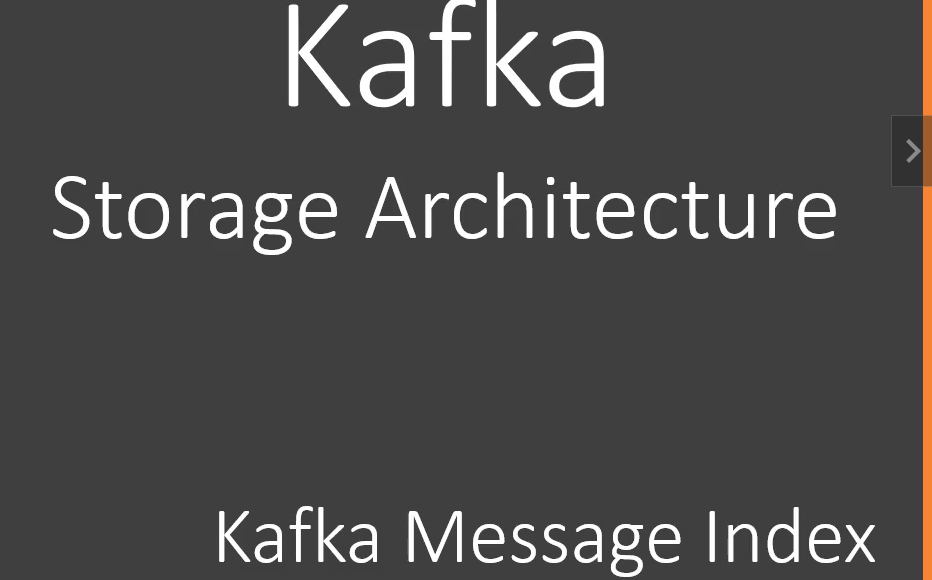 Kafka
Storage Architecture
Kafka Message Index